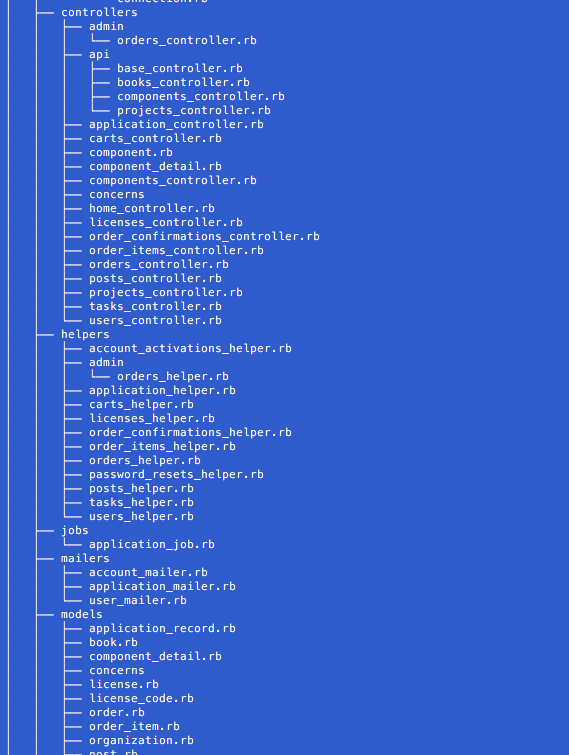 connection.rb
├── controllers
├── admin
└── orders_controller.rb
├── api
├── base_controller.rb
├── books_controller.rb
├── components_controller.rb
└── projects_controller.rb
├── application_controller.rb
├── carts_controller.rb
├── component.rb
├── component_detail.rb
├── components_controller.rb
├── concerns
├── home_controller.rb
├── licenses_controller.rb
├── order_confirmations_controller.rb
├── order_items_controller.rb
├── orders_controller.rb
├── posts_controller.rb
├── projects_controller.rb
├── tasks_controller.rb
└── users_controller.rb
├── helpers
├── account_activations_helper.rb
├── admin
└── orders_helper.rb
├── application_helper.rb
├── carts_helper.rb
├── licenses_helper.rb
├── order_confirmations_helper.rb
├── order_items_helper.rb
├── orders_helper.rb
├── password_resets_helper.rb
├── posts_helper.rb
├── tasks_helper.rb
└── users_helper.rb
├── jobs
└── application_job.rb
├── mailers
├── account_mailer.rb
├── application_mailer.rb
└── user_mailer.rb
├── models
├── application_record.rb
├── book.rb
├── component_detail.rb
├── concerns
├── license.rb
├── license_code.rb
├── order.rb
├── order_item.rb
├── organization.rb
├── post.rb